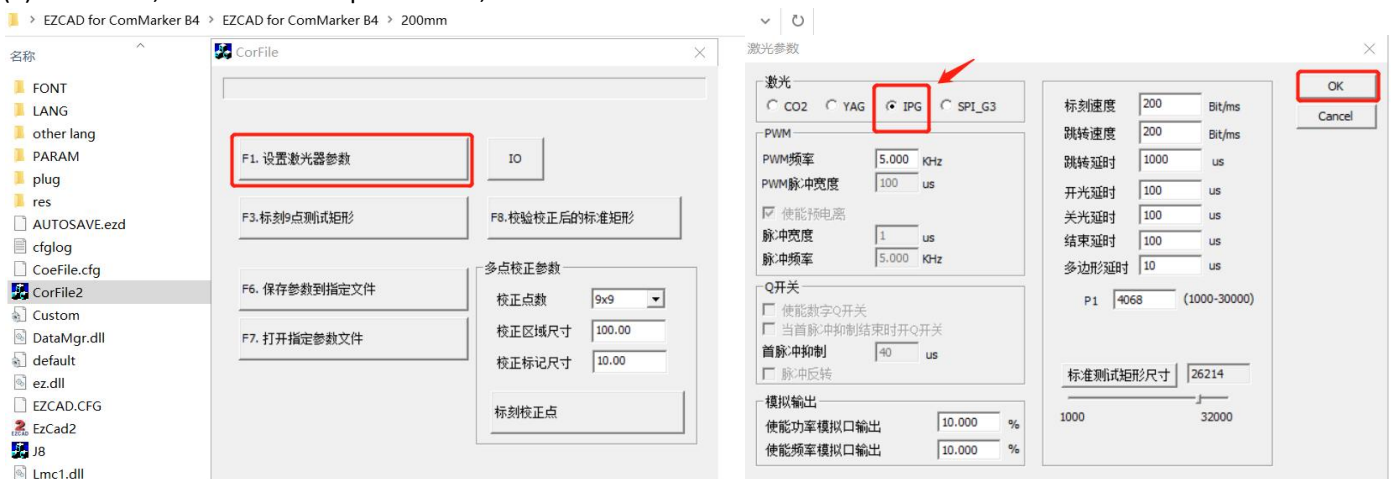 EZCAD for ComMarker B4 > EZCAD for ComMarker B4 > 200mm
名称
FONT
LANG
other lang
PARAM
plug
res
AUTOSAVE.ezd
cfglog
CoeFile.cfg
CorFile2
Custom
DataMgr.dll
default
ez.dll
EZCAD.CFG
EzCad2
J8
Lmc1.dll
CorFile
F1. 设置激光器参数
IO
F3.标刻9点测试矩形
F8.校验校正后的标准矩形
F6. 保存参数到指定文件
F7. 打开指定参数文件
多点校正参数
校正点数 9x9
校正区域尺寸 100.00
校正标记尺寸 10.00
标刻校正点
激光参数
激光
CO2 YAG IPG SPI_G3
PWM
PWM频率 5.000 KHz
PWM脉冲宽度 100 us
使能预电离
脉冲宽度 1 us
脉冲频率 5.000 KHz
Q开关
使能数字Q开关
当首脉冲抑制结束时开Q开关
首脉冲抑制 40 us
脉冲反转
模拟输出
使能功率模拟口输出 10.000 %
使能频率模拟口输出 10.000 %
标刻速度 200 Bit/ms
跳转速度 200 Bit/ms
跳转延时 1000 us
开光延时 100 us
关光延时 100 us
结束延时 100 us
多边形延时 10 us
P1 4068 (1000-30000)
标准测试矩形尺寸 26214
1000 32000
OK
Cancel